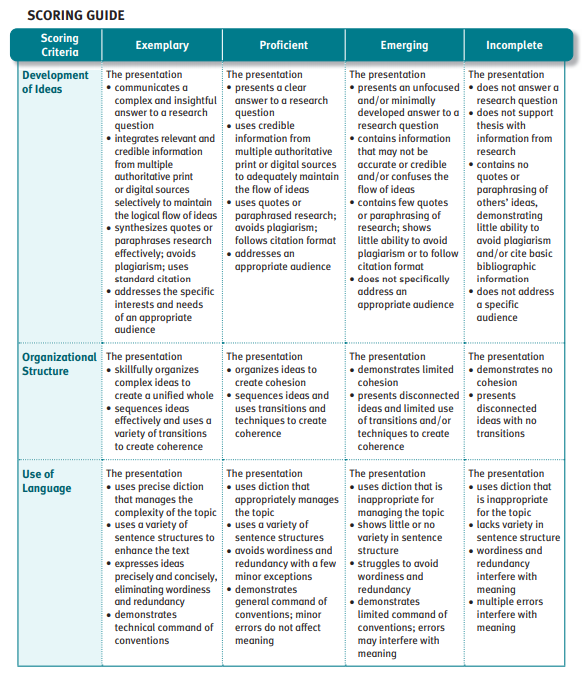 SCORING GUIDE
Scoring
Criteria
Exemplary
Proficient
Emerging
Incomplete
Development
of Ideas
The presentation
• communicates a
complex and insightful
answer to a research
question
• integrates relevant and
credible information
from multiple
authoritative print
or digital sources
selectively to maintain
the logical flow of ideas
• synthesizes quotes or
paraphrases research
effectively; avoids
plagiarism; uses
standard citation
• addresses the specific
interests and needs
of an appropriate
audience
The presentation
• presents a clear
answer to a research
question
• uses credible
information from
multiple authoritative
print or digital sources
to adequately maintain
the flow of ideas
• uses quotes or
paraphrased research;
avoids plagiarism;
follows citation format
• addresses an
appropriate audience
The presentation
• presents an unfocused
and/or minimally
developed answer to a
research question
• contains information
that may not be
accurate or credible
and/or confuses the
flow of ideas
• contains few quotes
or paraphrasing of
research; shows
little ability to avoid
plagiarism or to follow
citation format
• does not specifically
address an
appropriate audience
The presentation
• does not answer a
research question
• does not support
thesis with
information from
research
• contains no
quotes or
paraphrasing of
others' ideas,
demonstrating
little ability to
avoid plagiarism
and/or cite basic
bibliographic
information
• does not address
a specific
audience
Organizational
Structure
The presentation
• skillfully organizes
complex ideas to
create a unified whole
• sequences ideas
effectively and uses a
variety of transitions
to create coherence
The presentation
• organizes ideas to
create cohesion
• sequences ideas and
uses transitions and
techniques to create
coherence
The presentation
• demonstrates limited
cohesion
• presents disconnected
ideas and limited use
of transitions and/or
techniques to create
coherence
The presentation
• demonstrates no
cohesion
• presents
disconnected
ideas with no
transitions
Use of
Language
The presentation
• uses precise diction
that manages the
complexity of the topic
• uses a variety of
sentence structures to
enhance the text
• expresses ideas
precisely and concisely,
eliminating wordiness
and redundancy
• demonstrates
technical command of
conventions
The presentation
• uses diction that
appropriately manages
the topic
• uses a variety of
sentence structures
• avoids wordiness and
redundancy with a few
minor exceptions
• demonstrates
general command of
conventions; minor
errors do not affect
meaning
The presentation
• uses diction that is
inappropriate for
managing the topic
• shows little or no
variety in sentence
structure
• struggles to avoid
wordiness and
redundancy
• demonstrates
limited command of
conventions; errors
may interfere with
meaning
The presentation
• uses diction that
is inappropriate
for the topic
• lacks variety in
sentence structure
• wordiness and
redundancy
interfere with
meaning
• multiple errors
interfere with
meaning